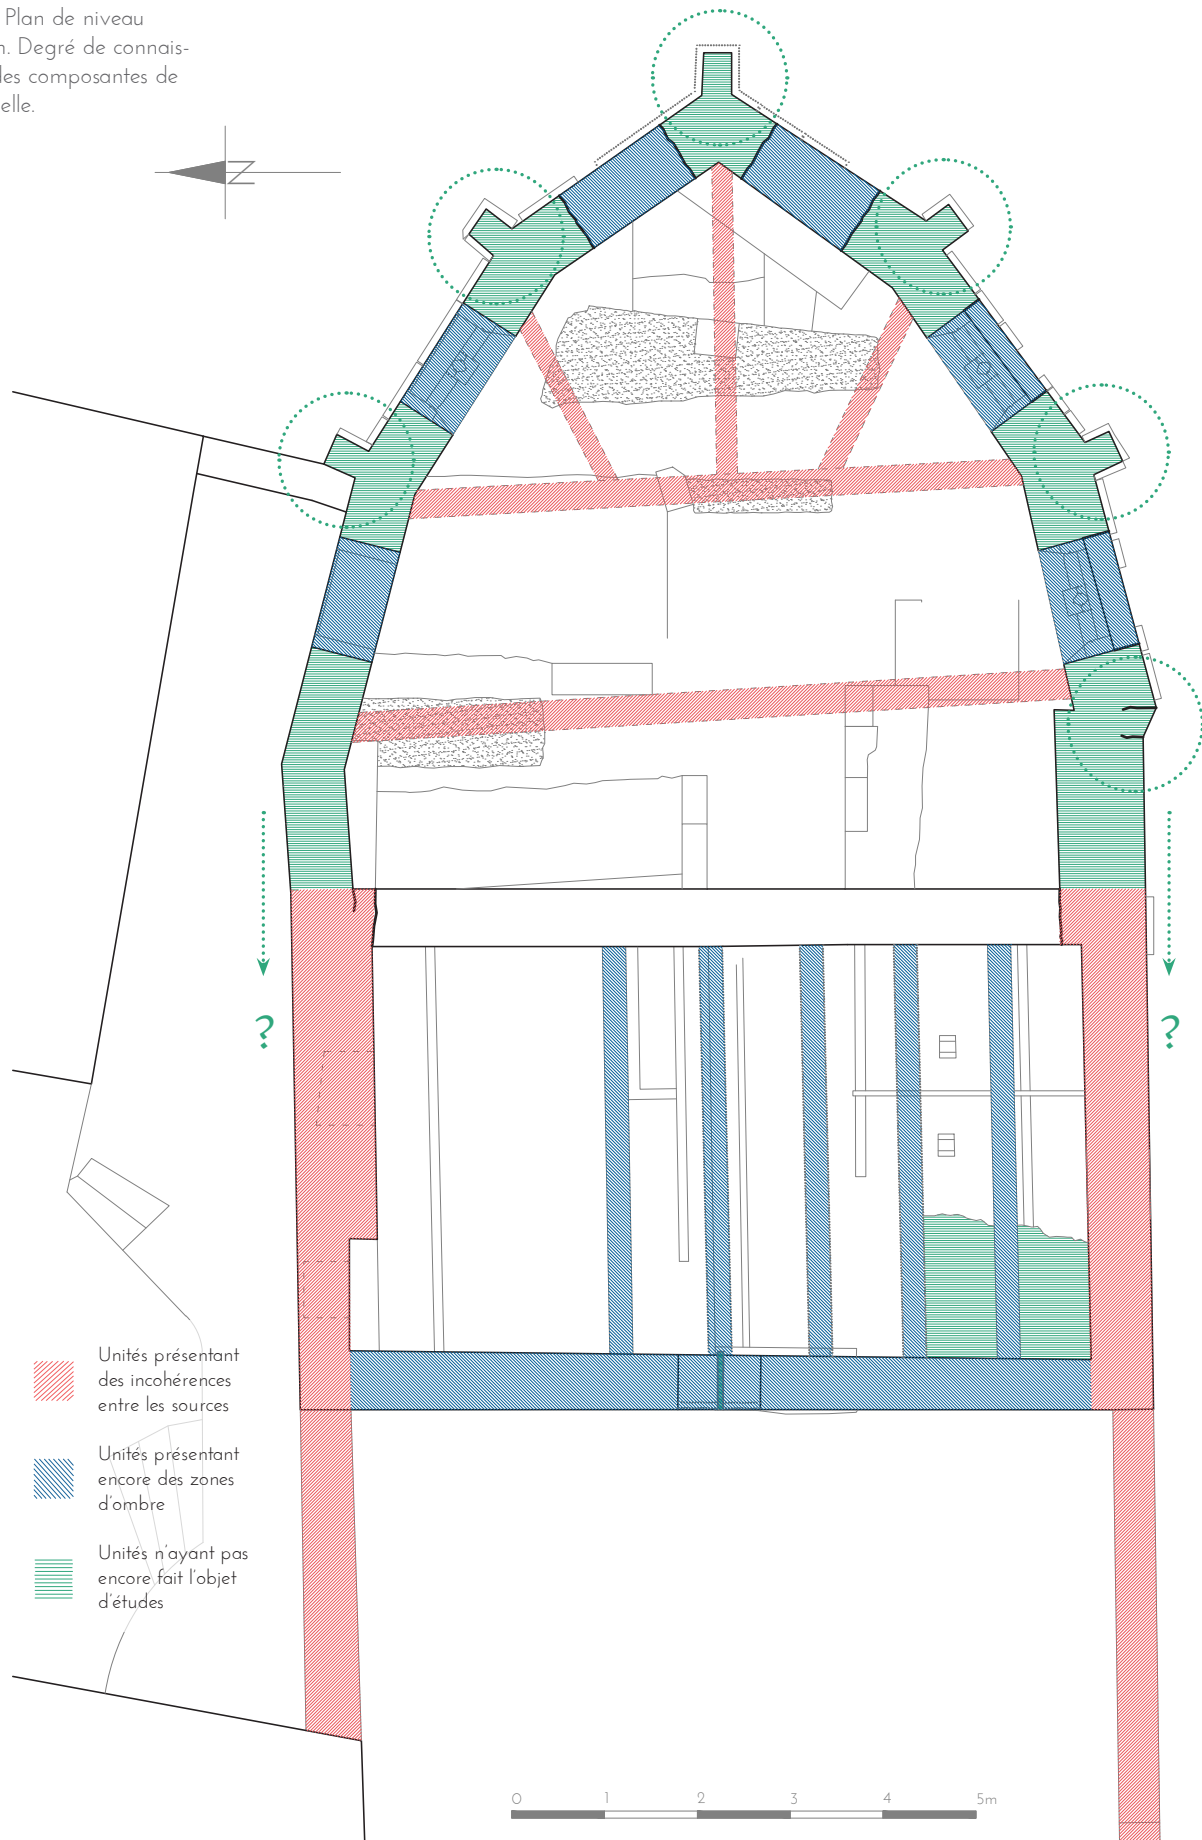 Plan de niveau
. Degré de connais-
des composantes de
elle.
N
?
?
Unités présentant
des incohérences
entre les sources
Unités présentant
encore des zones
d'ombre
Unités n'ayant pas
encore fait l'objet
d'études
0 1 2 3 4 5m